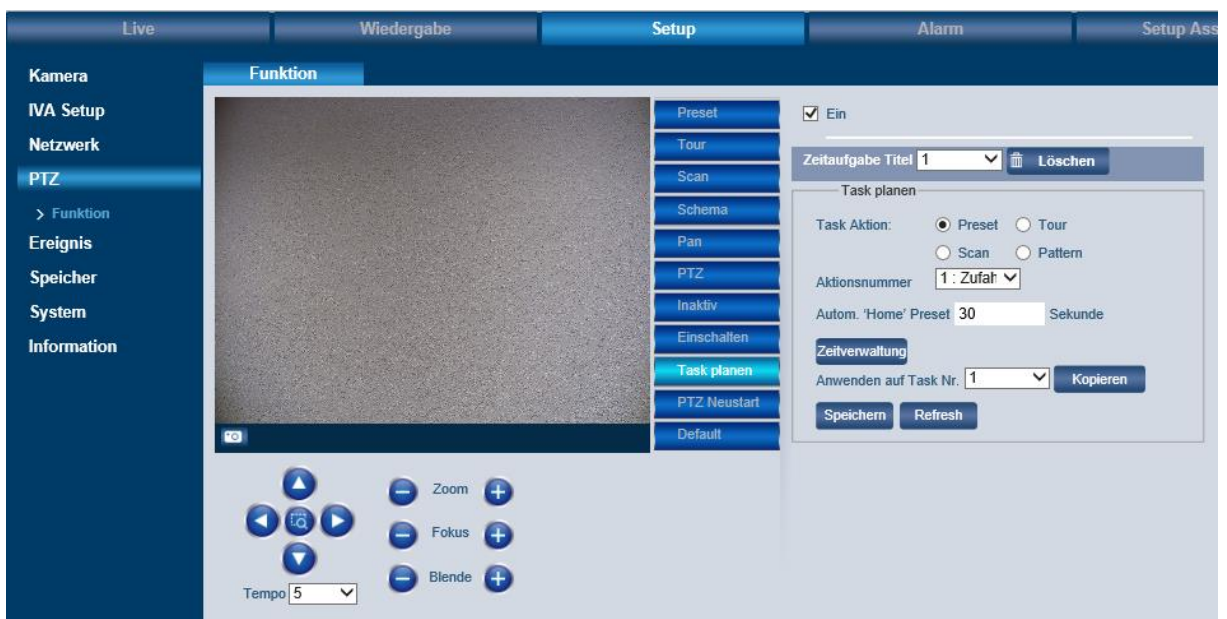 Live
Wiedergabe
Setup
Alarm
Setup Ass
Kamera
IVA Setup
Netzwerk
PTZ
> Funktion
Ereignis
Speicher
System
Information
Funktion
Preset
Tour
Scan
Schema
Pan
PTZ
Inaktiv
Einschalten
Task planen
PTZ Neustart
Default
Ein
Zeitaufgabe Titel 1 Löschen
Task planen
Task Aktion: Preset Tour
Scan Pattern
Aktionsnummer 1 : Zufah
Autom. 'Home' Preset 30 Sekunde
Zeitverwaltung
Anwenden auf Task Nr. 1 Kopieren
Speichern Refresh
Zoom
Fokus
Blende
Tempo 5